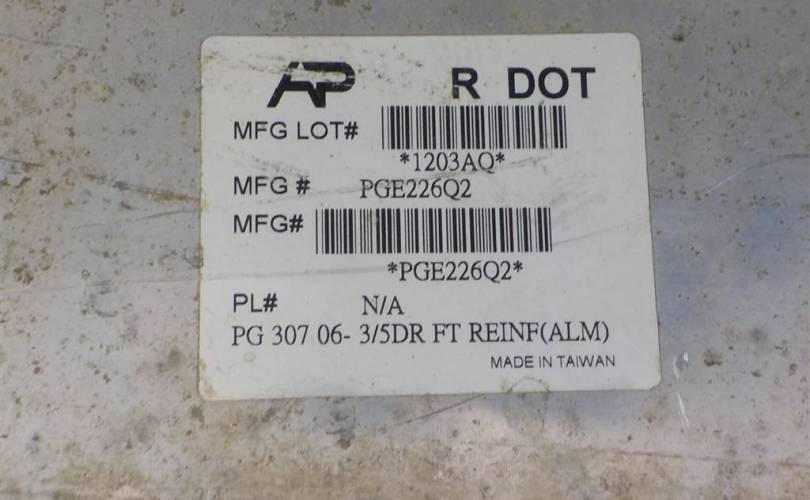 AP R DOT
MFG LOT#
*1203AQ*
MFG # PGE226Q2
MFG#
*PGE226Q2*
PL# N/A
PG 307 06- 3/5DR FT REINF(ALM)
MADE IN TAIWAN